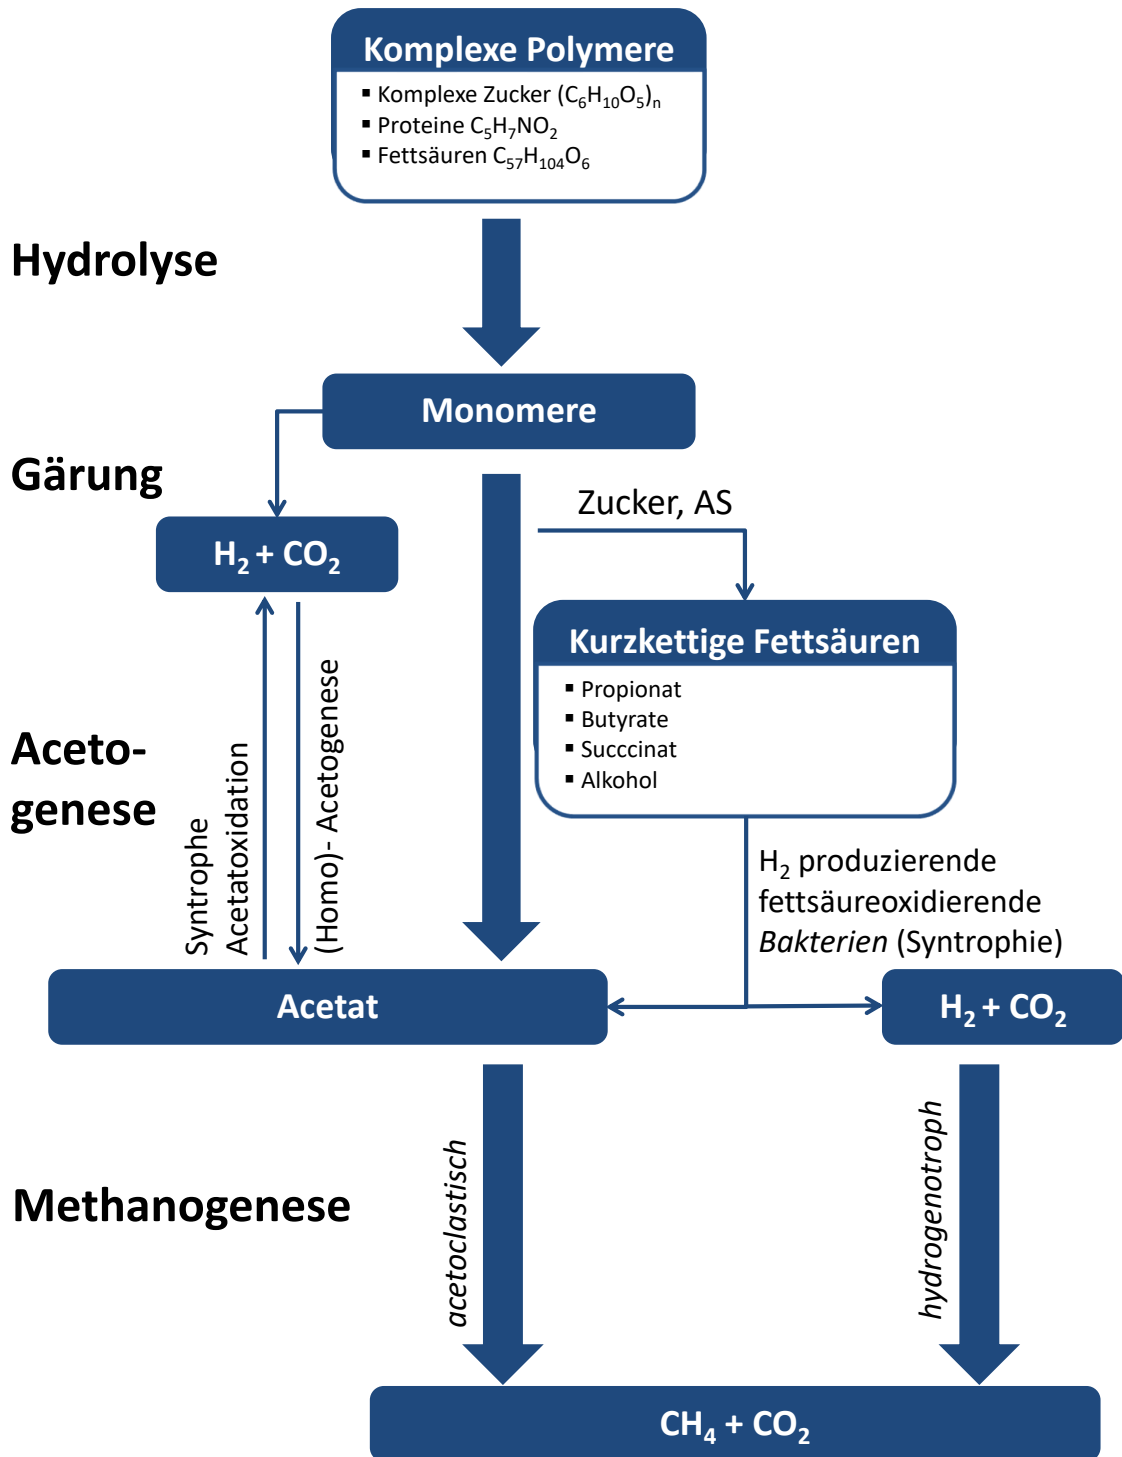 Komplexe Polymere
▪ Komplexe Zucker (C₆H₁₀O₅)ₙ
▪ Proteine C₅H₇NO₂
▪ Fettsäuren C₅₇H₁₀₄O₆
Hydrolyse
Monomere
Gärung
Zucker, AS
H₂ + CO₂
Kurzkettige Fettsäuren
▪ Propionat
▪ Butyrate
▪ Succcinat
▪ Alkohol
Aceto-
genese
Syntrophe
Acetatoxidation
(Homo)- Acetogenese
H₂ produzierende
fettsäureoxidierende
Bakterien (Syntrophie)
Acetat
H₂ + CO₂
Methanogenese
acetoclastisch
hydrogenotroph
CH₄ + CO₂